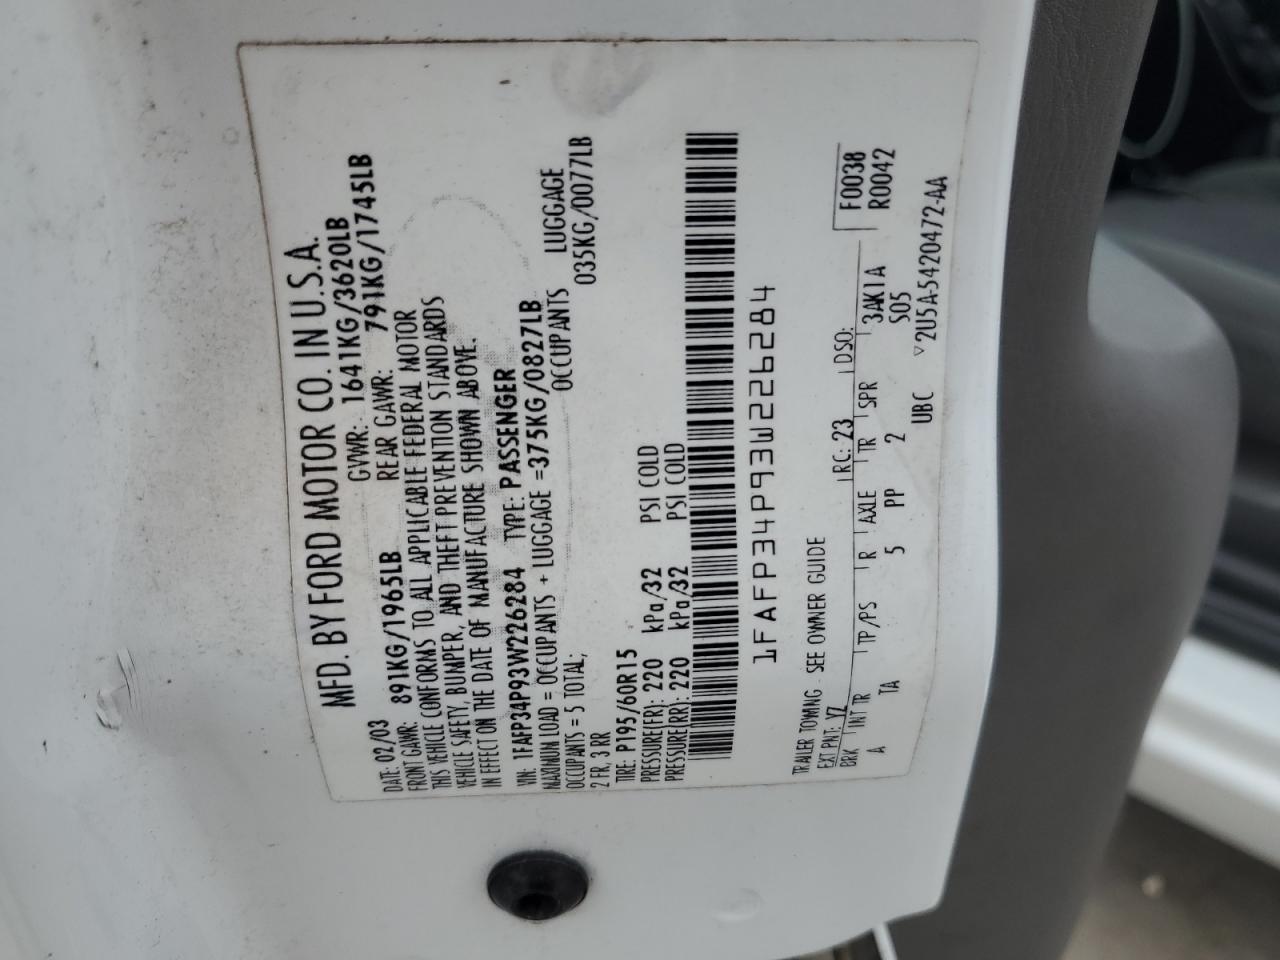 MFD. BY FORD MOTOR CO. IN U.S.A.
DATE: 02/03 GVWR: 1641KG/3620LB
FRONT GAWR: 891KG/1965LB REAR GAWR: 791KG/1745LB
THIS VEHICLE CONFORMS TO ALL APPLICABLE FEDERAL MOTOR
VEHICLE SAFETY, BUMPER, AND THEFT PREVENTION STANDARDS
IN EFFECT ON THE DATE OF MANUFACTURE SHOWN ABOVE.
VIN: 1FAFP34P93W226284 TYPE: PASSENGER
MAXIMUM LOAD = OCCUPANTS + LUGGAGE =375KG/0827LB
OCCUPANTS = 5 TOTAL; OCCUPANTS LUGGAGE
2 FR, 3 RR 035KG/0077LB
TIRE: P195/60R15
PRESSURE(FR): 220 kPa/32 PSI COLD
PRESSURE(RR): 220 kPa/32 PSI COLD
1FAFP34P93W226284
TRAILER TOWING - SEE OWNER GUIDE
EXT PNT: YZ RC: 23 DSO: F0038
BRK INT TR TP/PS R AXLE TR SPR 3AK1A R0042
A TA 5 PP 2 S05
UBC ▽2U5A-5420472-AA